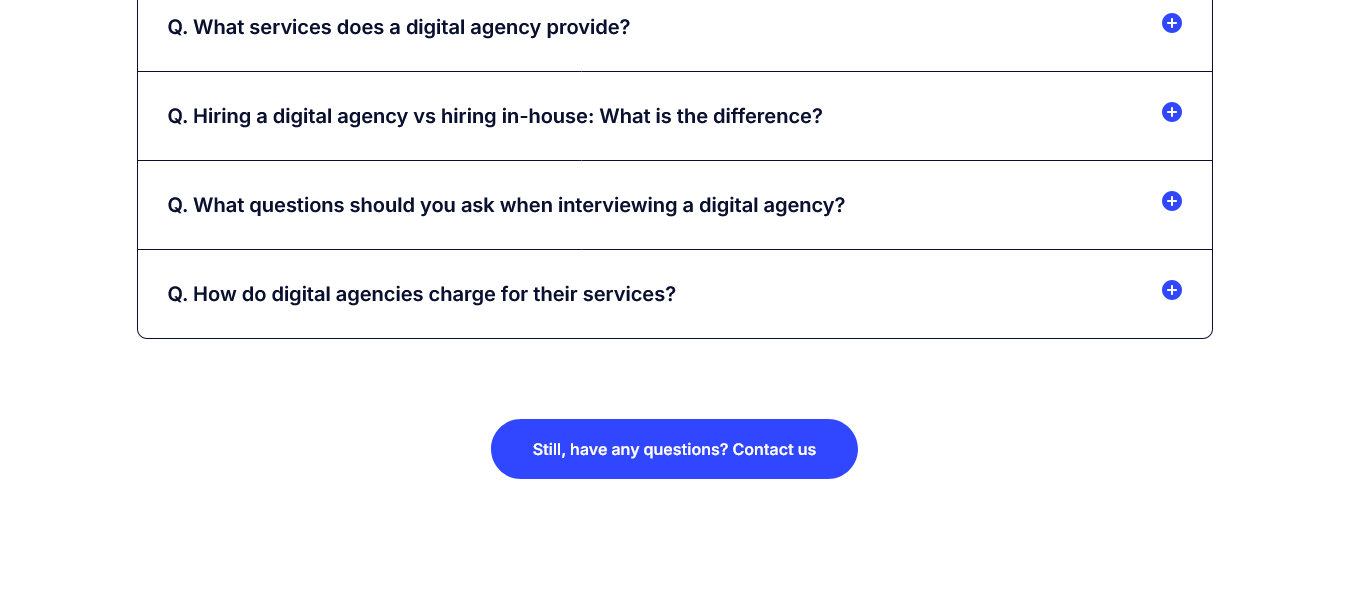 Q. What services does a digital agency provide?
Q. Hiring a digital agency vs hiring in-house: What is the difference?
Q. What questions should you ask when interviewing a digital agency?
Q. How do digital agencies charge for their services?
Still, have any questions? Contact us